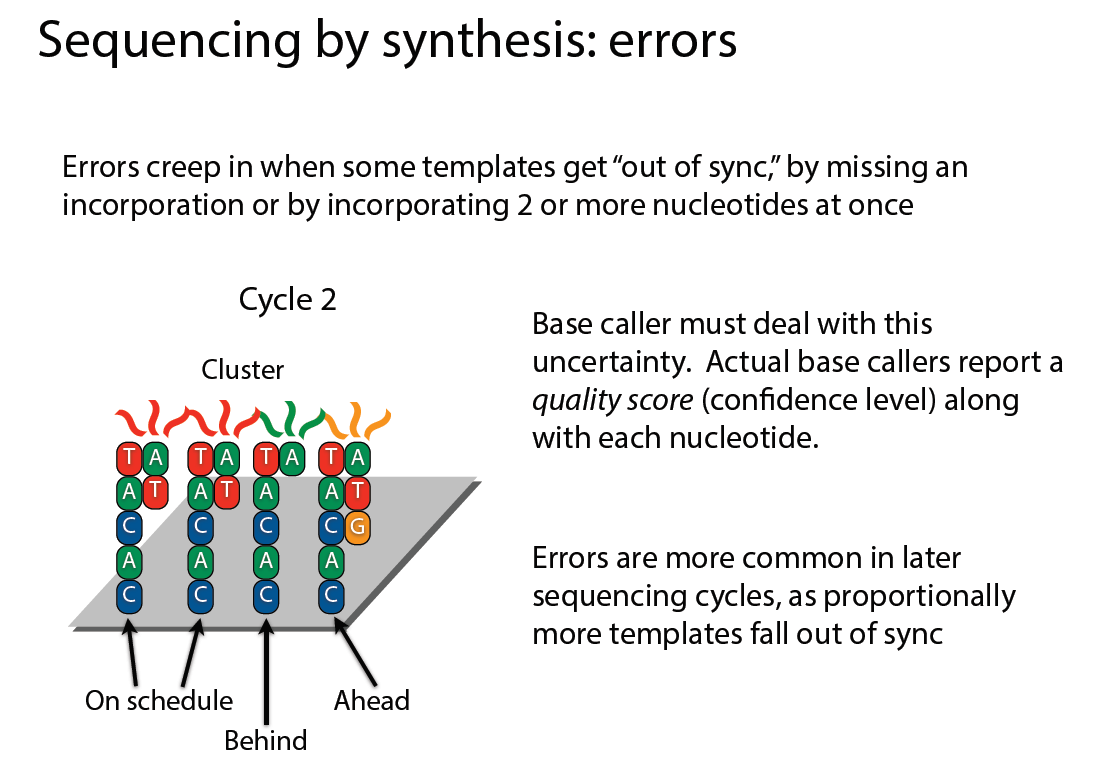 Sequencing by synthesis: errors
Errors creep in when some templates get “out of sync,” by missing an
incorporation or by incorporating 2 or more nucleotides at once
Cycle 2
Cluster
T A T A T A T A
A T A T A A T
C C C C G
A A A A
C C C C
On schedule
Behind
Ahead
Base caller must deal with this
uncertainty. Actual base callers report a
quality score (confidence level) along
with each nucleotide.
Errors are more common in later
sequencing cycles, as proportionally
more templates fall out of sync